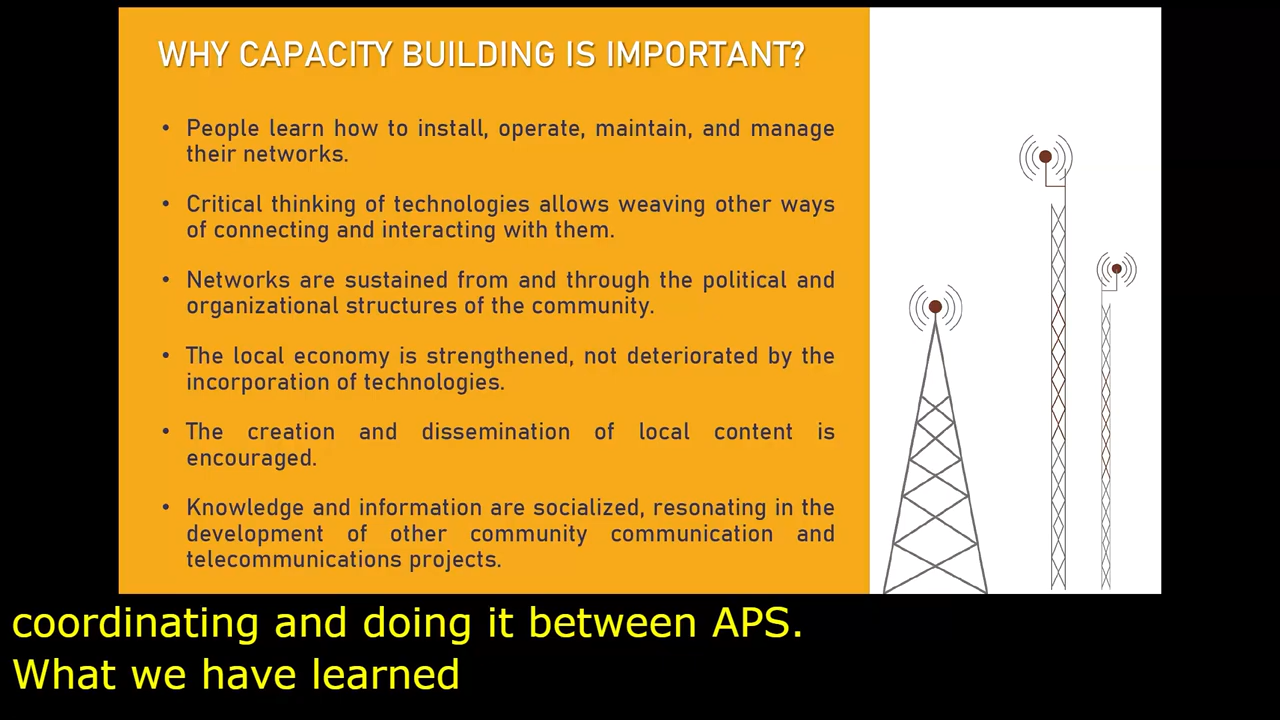 WHY CAPACITY BUILDING IS IMPORTANT?
• People learn how to install, operate, maintain, and manage
their networks.
• Critical thinking of technologies allows weaving other ways
of connecting and interacting with them.
• Networks are sustained from and through the political and
organizational structures of the community.
• The local economy is strengthened, not deteriorated by the
incorporation of technologies.
• The creation and dissemination of local content is
encouraged.
• Knowledge and information are socialized, resonating in the
development of other community communication and
telecommunications projects.
coordinating and doing it between APS.
What we have learned